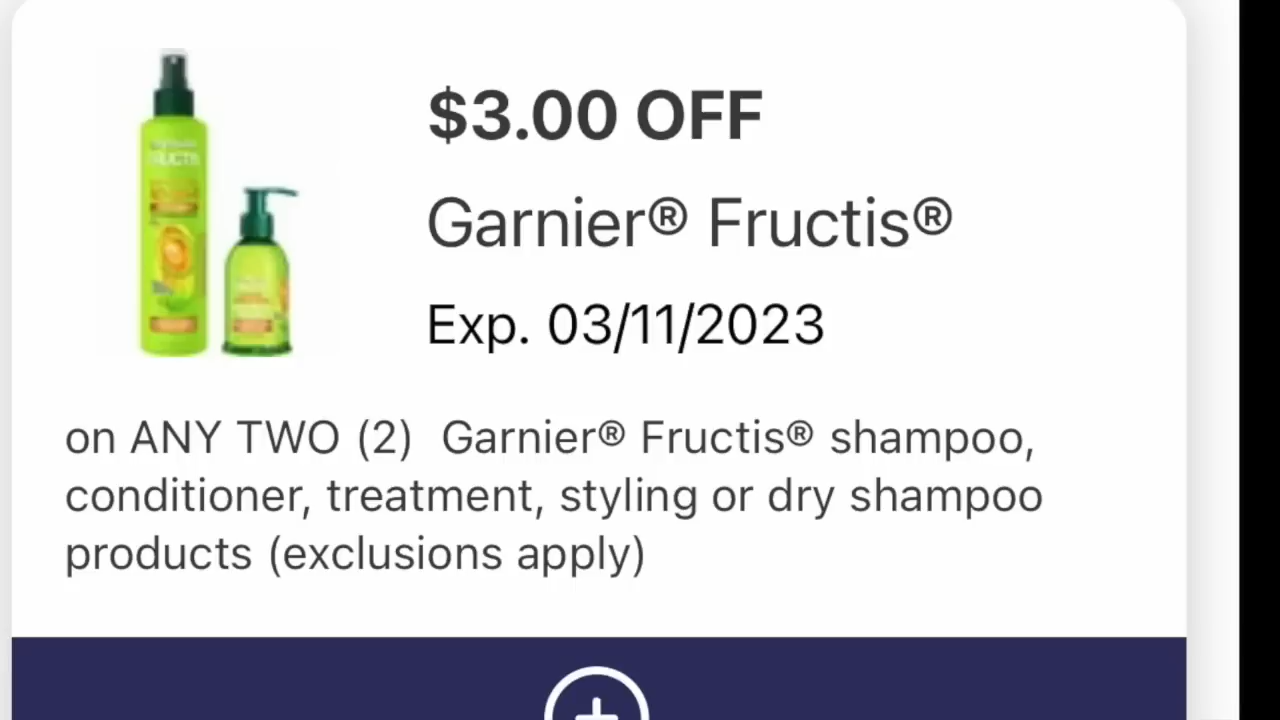 $3.00 OFF
Garnier® Fructis®
Exp. 03/11/2023
on ANY TWO (2) Garnier® Fructis® shampoo,
conditioner, treatment, styling or dry shampoo
products (exclusions apply)